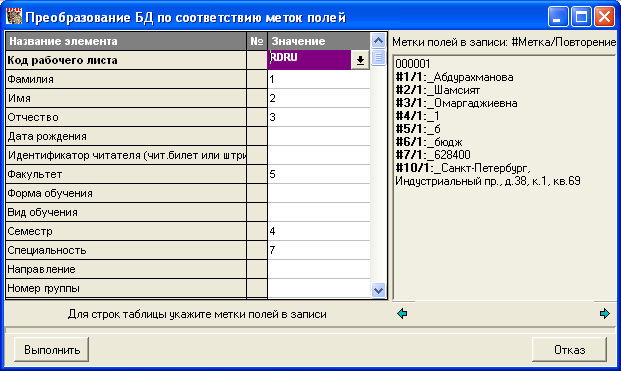 Преобразование БД по соответствию меток полей
Название элемента № Значение
Код рабочего листа RDRU
Фамилия 1
Имя 2
Отчество 3
Дата рождения
Идентификатор читателя (чит.билет или штри
Факультет 5
Форма обучения
Вид обучения
Семестр 4
Специальность 7
Направление
Номер группы
Для строк таблицы укажите метки полей в записи
Метки полей в записи: #Метка/Повторение
000001
#1/1:_Абдурахманова
#2/1:_Шамсият
#3/1:_Омаргаджиевна
#4/1:_1
#5/1:_б
#6/1:_бюдж
#7/1:_628400
#10/1:_Санкт-Петербург,
Индустриальный пр., д.38, к.1, кв.69
Выполнить Отказ